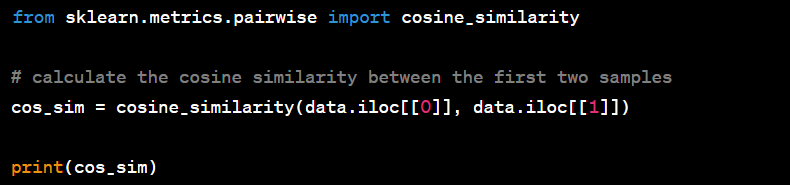 from sklearn.metrics.pairwise import cosine_similarity
# calculate the cosine similarity between the first two samples
cos_sim = cosine_similarity(data.iloc[[0]], data.iloc[[1]])
print(cos_sim)